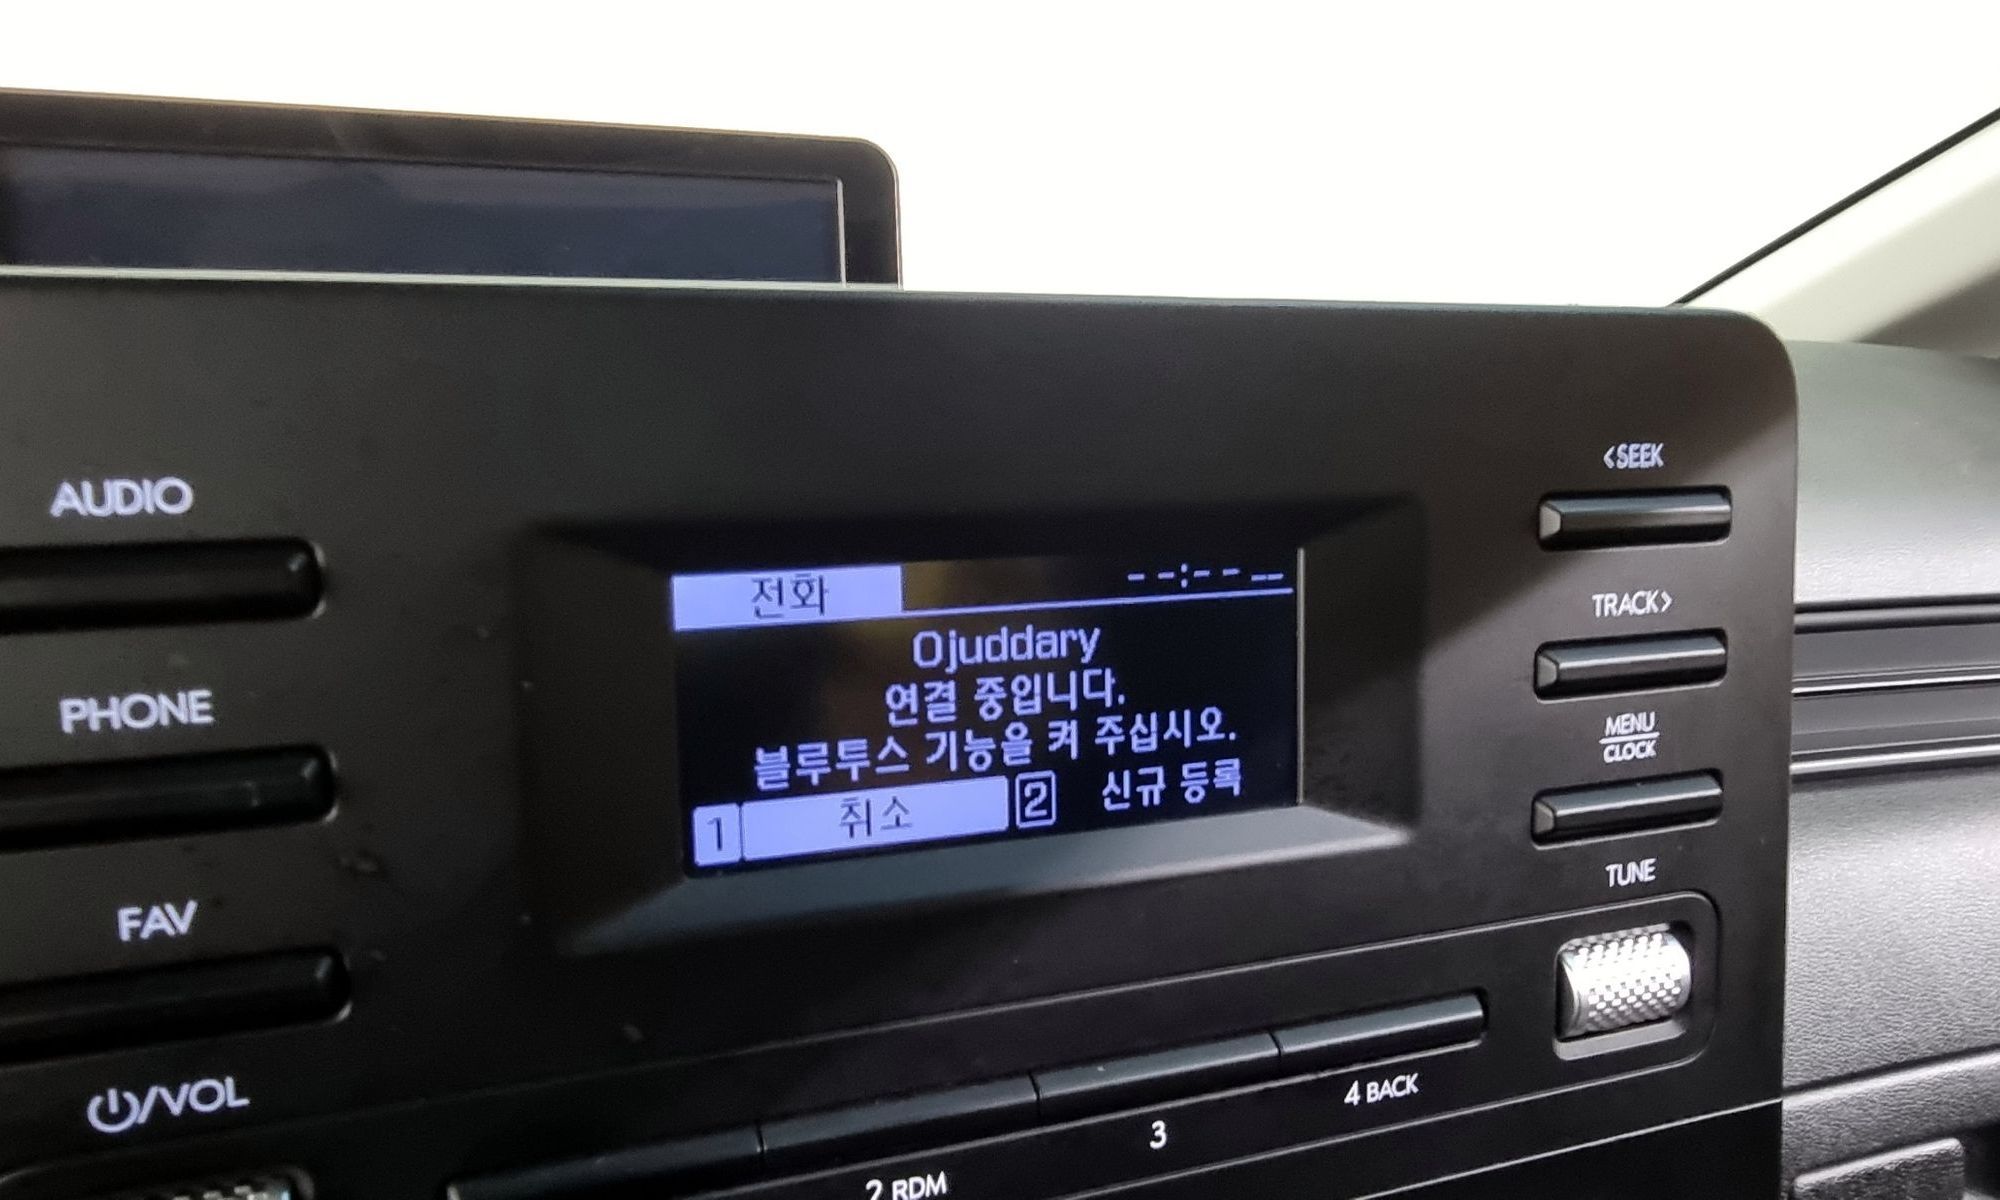 AUDIO
PHONE
FAV
/VOL
전화
--:-- --
Ojuddary
연결 중입니다.
블루투스 기능을 켜 주십시오.
1 취소 2 신규 등록
<SEEK
TRACK>
MENU
CLOCK
TUNE
2 RDM
3
4 BACK